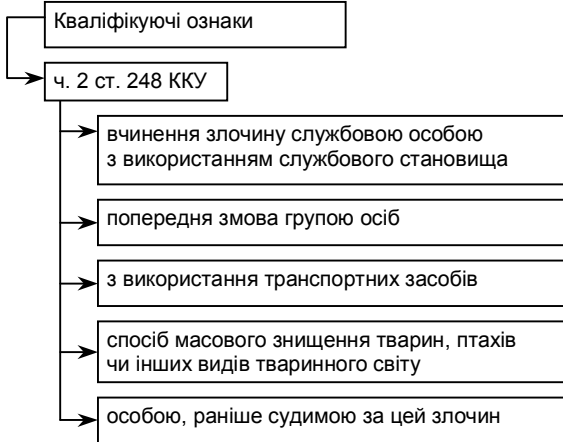 Кваліфікуючі ознаки
ч. 2 ст. 248 ККУ
вчинення злочину службовою особою
з використанням службового становища
попередня змова групою осіб
з використання транспортних засобів
спосіб масового знищення тварин, птахів
чи інших видів тваринного світу
особою, раніше судимою за цей злочин